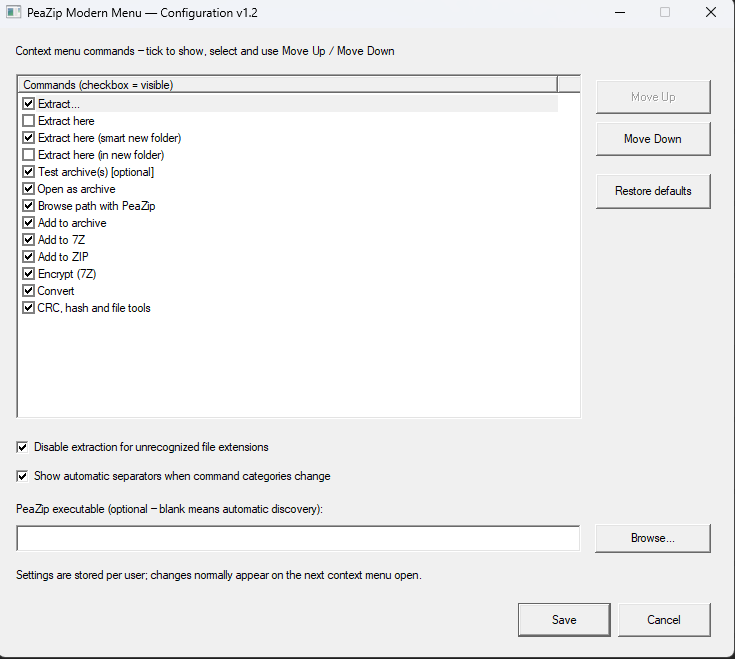 PeaZip Modern Menu — Configuration v1.2
Context menu commands – tick to show, select and use Move Up / Move Down
Commands (checkbox = visible)
Extract...
Extract here
Extract here (smart new folder)
Extract here (in new folder)
Test archive(s) [optional]
Open as archive
Browse path with PeaZip
Add to archive
Add to 7Z
Add to ZIP
Encrypt (7Z)
Convert
CRC, hash and file tools
Move Up
Move Down
Restore defaults
Disable extraction for unrecognized file extensions
Show automatic separators when command categories change
PeaZip executable (optional – blank means automatic discovery):
Browse...
Settings are stored per user; changes normally appear on the next context menu open.
Save
Cancel